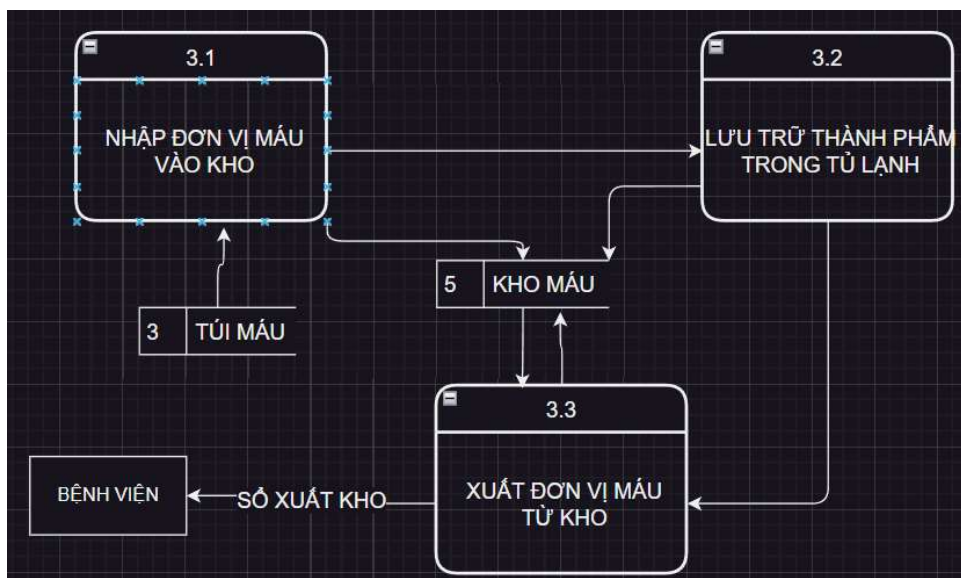 3.1
NHẬP ĐƠN VỊ MÁU
VÀO KHO
3.2
LƯU TRỮ THÀNH PHẨM
TRONG TỦ LẠNH
5
KHO MÁU
3
TÚI MÁU
3.3
XUẤT ĐƠN VỊ MÁU
TỪ KHO
SỔ XUẤT KHO
BỆNH VIỆN